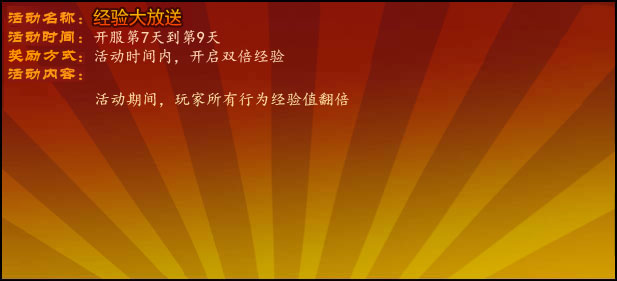 活动名称：经验大放送
活动时间：开服第7天到第9天
奖励方式：活动时间内，开启双倍经验
活动内容：
活动期间，玩家所有行为经验值翻倍